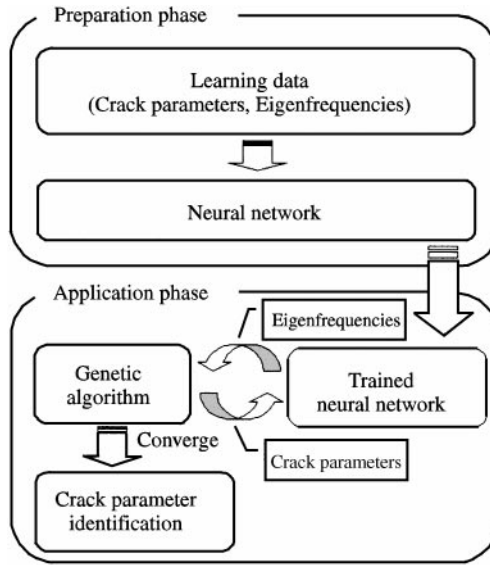 Preparation phase
Learning data
(Crack parameters, Eigenfrequencies)
Neural network
Application phase
Eigenfrequencies
Genetic
algorithm
Trained
neural network
Converge
Crack parameters
Crack parameter
identification